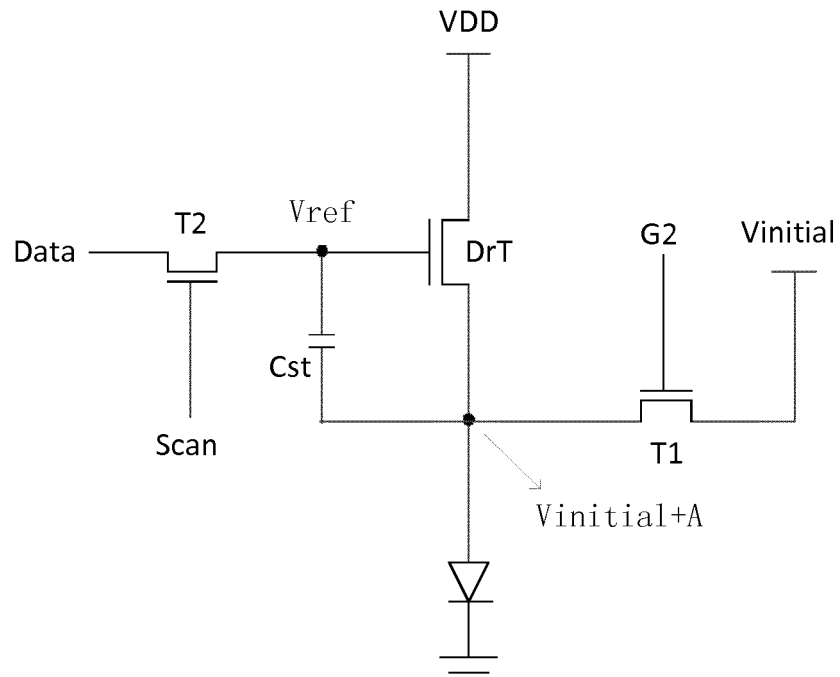 VDD
T2
Vref
Data
DrT
G2
Vinitial
Cst
Scan
T1
Vinitial+A